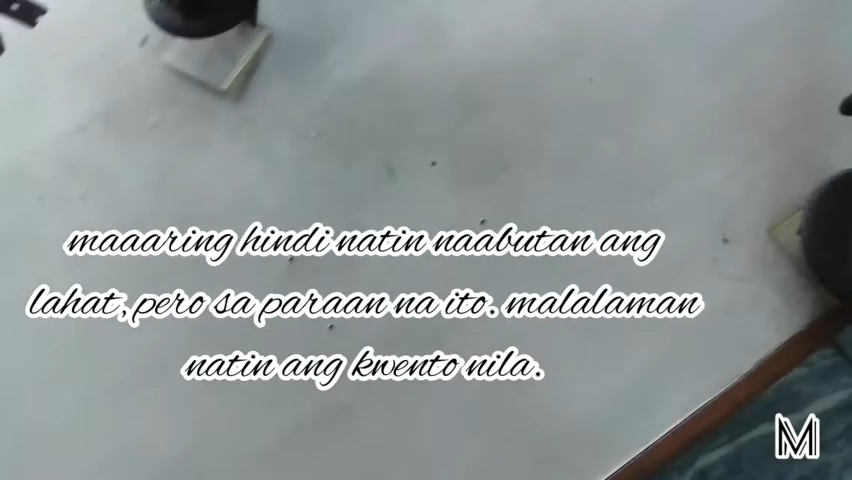 maaaring hindi natin naabutan ang
lahat, pero sa paraan na ito. malalaman
natin ang kwento nila.
M